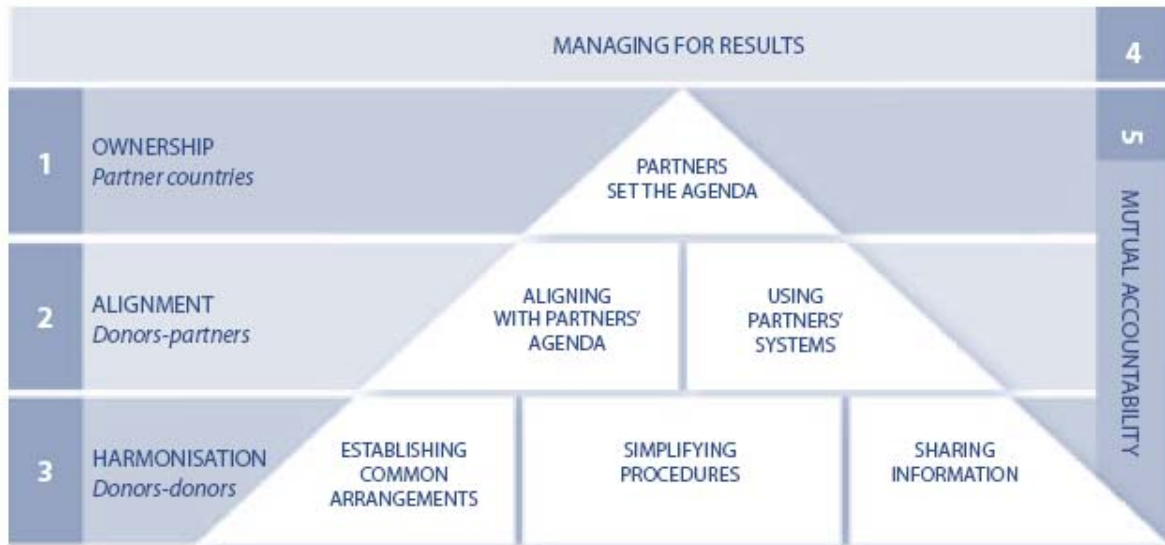 MANAGING FOR RESULTS
4
1
OWNERSHIP
Partner countries
PARTNERS
SET THE AGENDA
5
MUTUAL ACCOUNTABILITY
2
ALIGNMENT
Donors-partners
ALIGNING
WITH PARTNERS'
AGENDA
USING
PARTNERS'
SYSTEMS
3
HARMONISATION
Donors-donors
ESTABLISHING
COMMON
ARRANGEMENTS
SIMPLIFYING
PROCEDURES
SHARING
INFORMATION